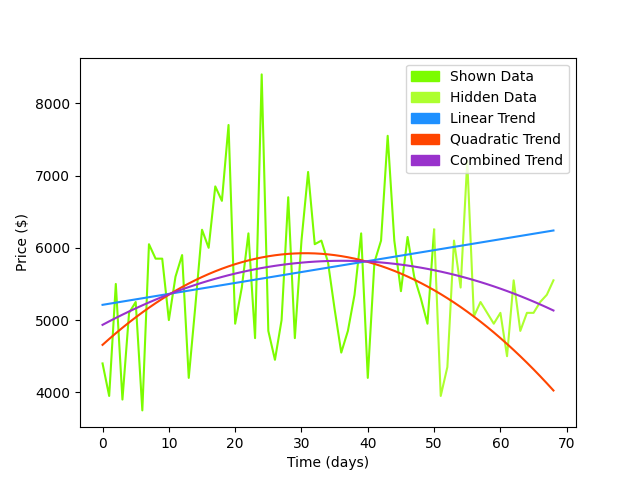 Shown Data
Hidden Data
Linear Trend
Quadratic Trend
Combined Trend
8000
7000
6000
5000
4000
Price ($)
0 10 20 30 40 50 60 70
Time (days)